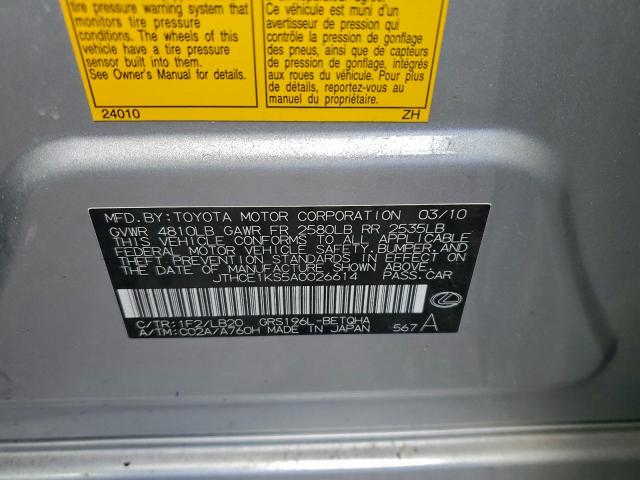 tire pressure warning system that
monitors tire pressure
conditions. The wheels of this
vehicle have a tire pressure
sensor built into them.
See Owner's Manual for details.
24010
Ce véhicule est muni d'un
avertisseur de pression qui
contrôle la pression de gonflage
des pneus, ainsi que de capteurs
de pression de gonflage, intégrés
aux roues du véhicule. Pour plus
de détails, reportez-vous au
manuel du propriétaire.
ZH
MFD. BY: TOYOTA MOTOR CORPORATION 03/10
GVWR 4810LB GAWR FR 2580LB RR 2535LB
THIS VEHICLE CONFORMS TO ALL APPLICABLE
FEDERAL MOTOR VEHICLE SAFETY, BUMPER, AND
THEFT PREVENTION STANDARDS IN EFFECT ON
THE DATE OF MANUFACTURE SHOWN ABOVE.
JTHCE1KS5A0026614 PASS.CAR
C/TR:1F2/LB20 GRS196L-BETQHA
A/TM:C02A/A760H MADE IN JAPAN 567 A